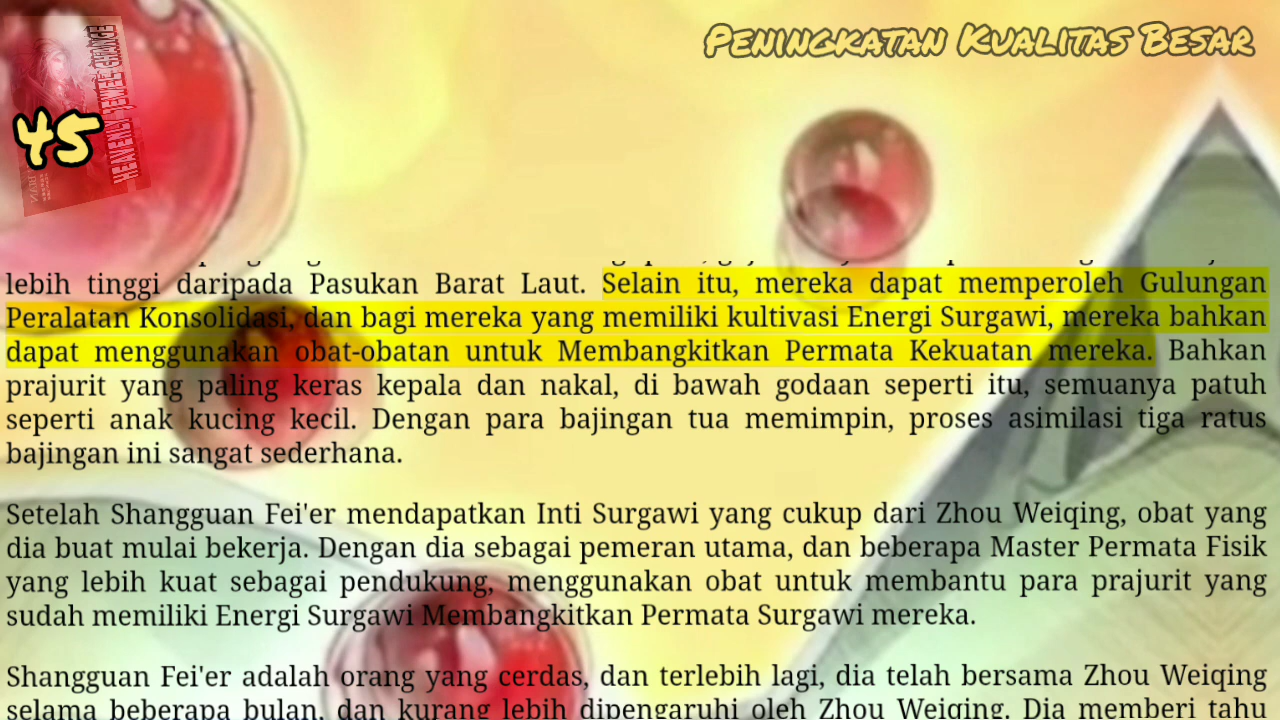 Peningkatan Kualitas Besar
HEAVENLY JEWEL CHANGE
45
lebih tinggi daripada Pasukan Barat Laut. Selain itu, mereka dapat memperoleh Gulungan
Peralatan Konsolidasi, dan bagi mereka yang memiliki kultivasi Energi Surgawi, mereka bahkan
dapat menggunakan obat-obatan untuk Membangkitkan Permata Kekuatan mereka. Bahkan
prajurit yang paling keras kepala dan nakal, di bawah godaan seperti itu, semuanya patuh
seperti anak kucing kecil. Dengan para bajingan tua memimpin, proses asimilasi tiga ratus
bajingan ini sangat sederhana.
Setelah Shangguan Fei'er mendapatkan Inti Surgawi yang cukup dari Zhou Weiqing, obat yang
dia buat mulai bekerja. Dengan dia sebagai pemeran utama, dan beberapa Master Permata Fisik
yang lebih kuat sebagai pendukung, menggunakan obat untuk membantu para prajurit yang
sudah memiliki Energi Surgawi Membangkitkan Permata Surgawi mereka.
Shangguan Fei'er adalah orang yang cerdas, dan terlebih lagi, dia telah bersama Zhou Weiqing
selama beberapa bulan, dan kurang lebih dipengaruhi oleh Zhou Weiqing. Dia memberi tahu